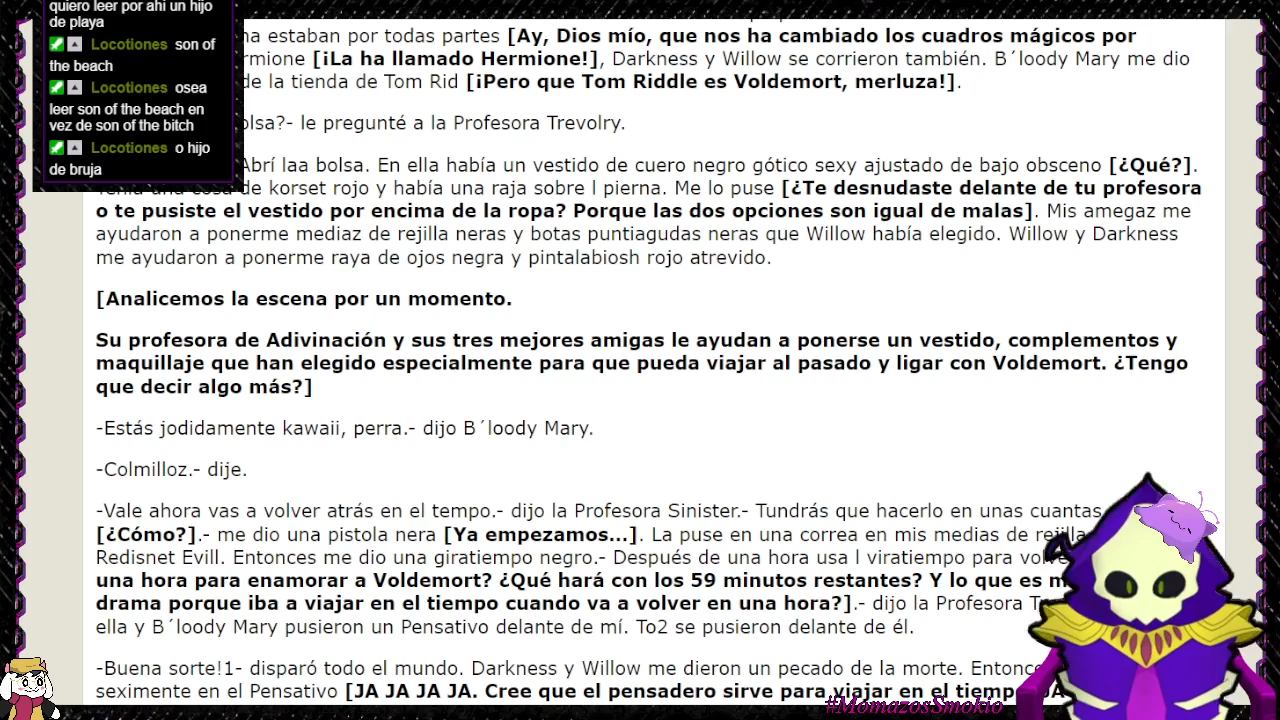 quiero leer por ahí un hijo
de playa
Locotiones son of
the beach
Locotiones osea
leer son of the beach en
vez de son of the bitch
Locotiones o hijo
de bruja
estaban por todas partes [Ay, Dios mío, que nos ha cambiado los cuadros mágicos por
[¡La ha llamado Hermione!], Darkness y Willow se corrieron también. B´loody Mary me dio
de la tienda de Tom Rid [¡Pero que Tom Riddle es Voldemort, merluza!].
le pregunté a la Profesora Trevolry.
Abrí laa bolsa. En ella había un vestido de cuero negro gótico sexy ajustado de bajo obsceno [¿Qué?].
de korset rojo y había una raja sobre l pierna. Me lo puse [¿Te desnudaste delante de tu profesora
o te pusiste el vestido por encima de la ropa? Porque las dos opciones son igual de malas]. Mis amegaz me
ayudaron a ponerme mediaz de rejilla neras y botas puntiagudas neras que Willow había elegido. Willow y Darkness
me ayudaron a ponerme raya de ojos negra y pintalabiosh rojo atrevido.
[Analicemos la escena por un momento.
Su profesora de Adivinación y sus tres mejores amigas le ayudan a ponerse un vestido, complementos y
maquillaje que han elegido especialmente para que pueda viajar al pasado y ligar con Voldemort. ¿Tengo
que decir algo más?]
-Estás jodidamente kawaii, perra.- dijo B´loody Mary.
-Colmilloz.- dije.
-Vale ahora vas a volver atrás en el tempo.- dijo la Profesora Sinister.- Tundrás que hacerlo en unas cuantas
[¿Cómo?].- me dio una pistola nera [Ya empezamos...]. La puse en una correa en mis medias de rejilla
Redisnet Evill. Entonces me dio una giratiempo negro.- Después de una hora usa l viratiempo para
una hora para enamorar a Voldemort? ¿Qué hará con los 59 minutos restantes? Y lo que es
drama porque iba a viajar en el tiempo cuando va a volver en una hora?].- dijo la Profesora
ella y B´loody Mary pusieron un Pensativo delante de mí. To2 se pusieron delante de él.
-Buena sorte!1- disparó todo el mundo. Darkness y Willow me dieron un pecado de la morte.
seximente en el Pensativo [JA JA JA JA. Cree que el pensadero sirve para viajar en el
#MomazosSmokio